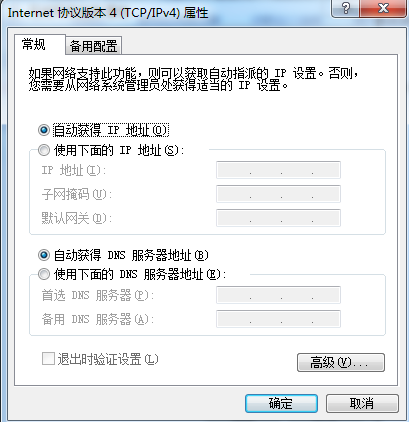 Internet 协议版本 4 (TCP/IPv4) 属性
常规
备用配置
如果网络支持此功能，则可以获取自动指派的 IP 设置。否则，
您需要从网络系统管理员处获得适当的 IP 设置。
自动获得 IP 地址(O)
使用下面的 IP 地址(S):
IP 地址(I):
子网掩码(U):
默认网关(D):
自动获得 DNS 服务器地址(B)
使用下面的 DNS 服务器地址(E):
首选 DNS 服务器(P):
备用 DNS 服务器(A):
退出时验证设置(L)
高级(V)...
确定
取消